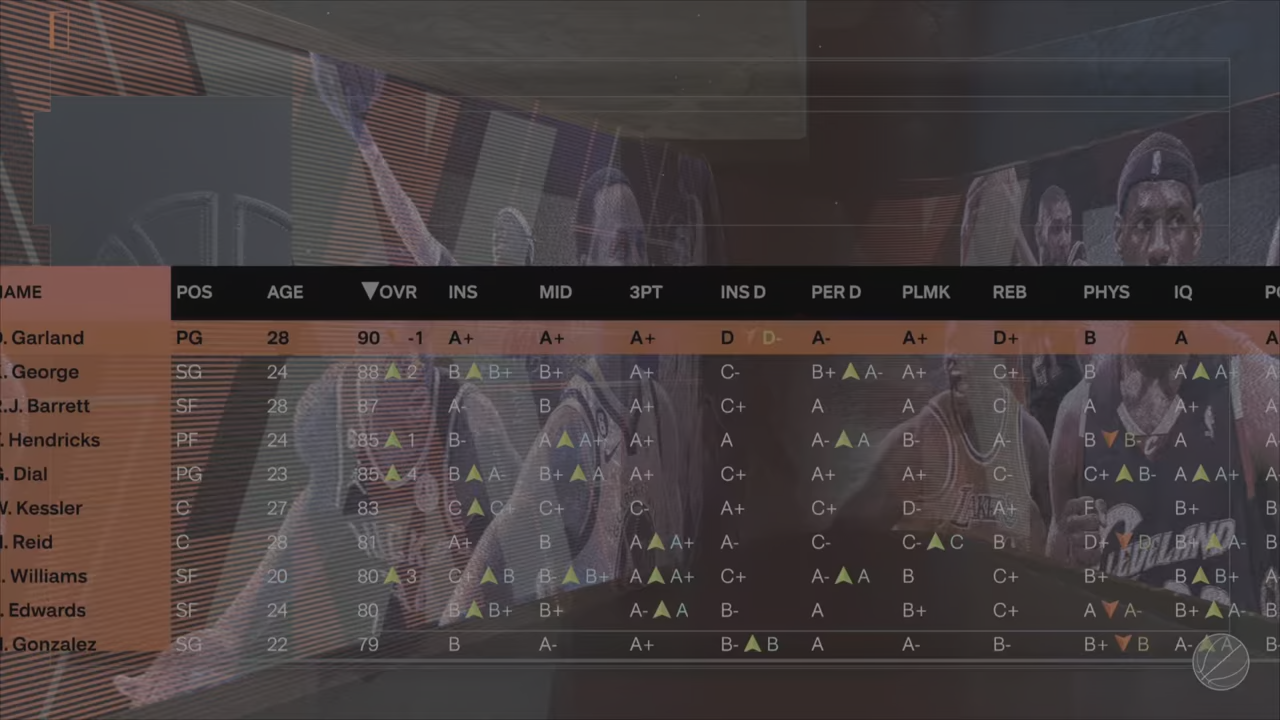 AME POS AGE OVR INS MID 3PT INS D PER D PLMK REB PHYS IQ PO
. Garland PG 28 90 -1 A+ A+ A+ D D- A- A+ D+ B A A
. George SG 24 88 2 B B+ B+ A+ C- B+ A- A+ C+ B A A+
.J. Barrett SF 28 87 A- B A+ C+ A A C A A+
. Hendricks PF 24 85 1 B- A A+ A+ A A- A B- A- B B- A
. Dial PG 23 85 4 B A- B+ A A+ C+ A+ A+ C- C+ B- A A+
. Kessler C 27 83 C C+ C- A+ C+ D- A+ F B+
. Reid C 28 81 A+ B A A+ A- C- C- C B D+ B+ A-
. Williams SF 20 80 3 B B- B+ A A+ C+ A- A B C+ B+ B B+
. Edwards SF 24 80 B B+ B+ A- A B- A B+ C+ A A- B+ A-
. Gonzalez SG 22 79 B A- A+ B- B A A- B- B+ B A- A